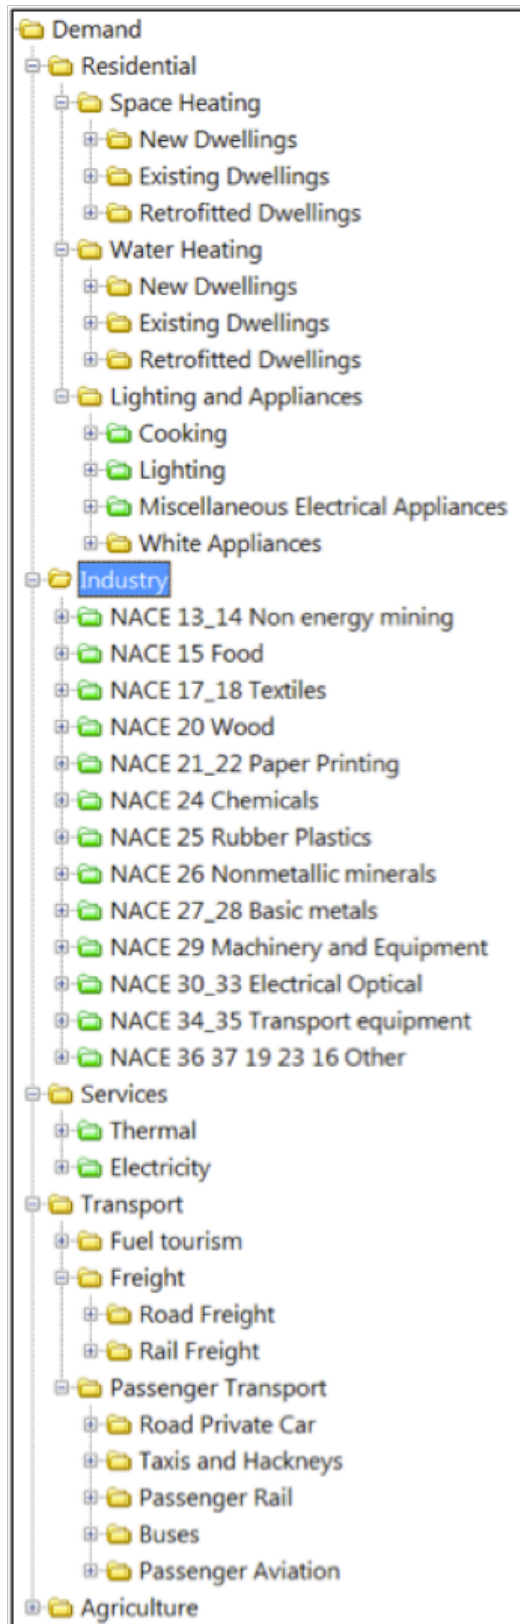 Demand
Residential
Space Heating
New Dwellings
Existing Dwellings
Retrofitted Dwellings
Water Heating
New Dwellings
Existing Dwellings
Retrofitted Dwellings
Lighting and Appliances
Cooking
Lighting
Miscellaneous Electrical Appliances
White Appliances
Industry
NACE 13_14 Non energy mining
NACE 15 Food
NACE 17_18 Textiles
NACE 20 Wood
NACE 21_22 Paper Printing
NACE 24 Chemicals
NACE 25 Rubber Plastics
NACE 26 Nonmetallic minerals
NACE 27_28 Basic metals
NACE 29 Machinery and Equipment
NACE 30_33 Electrical Optical
NACE 34_35 Transport equipment
NACE 36 37 19 23 16 Other
Services
Thermal
Electricity
Transport
Fuel tourism
Freight
Road Freight
Rail Freight
Passenger Transport
Road Private Car
Taxis and Hackneys
Passenger Rail
Buses
Passenger Aviation
Agriculture